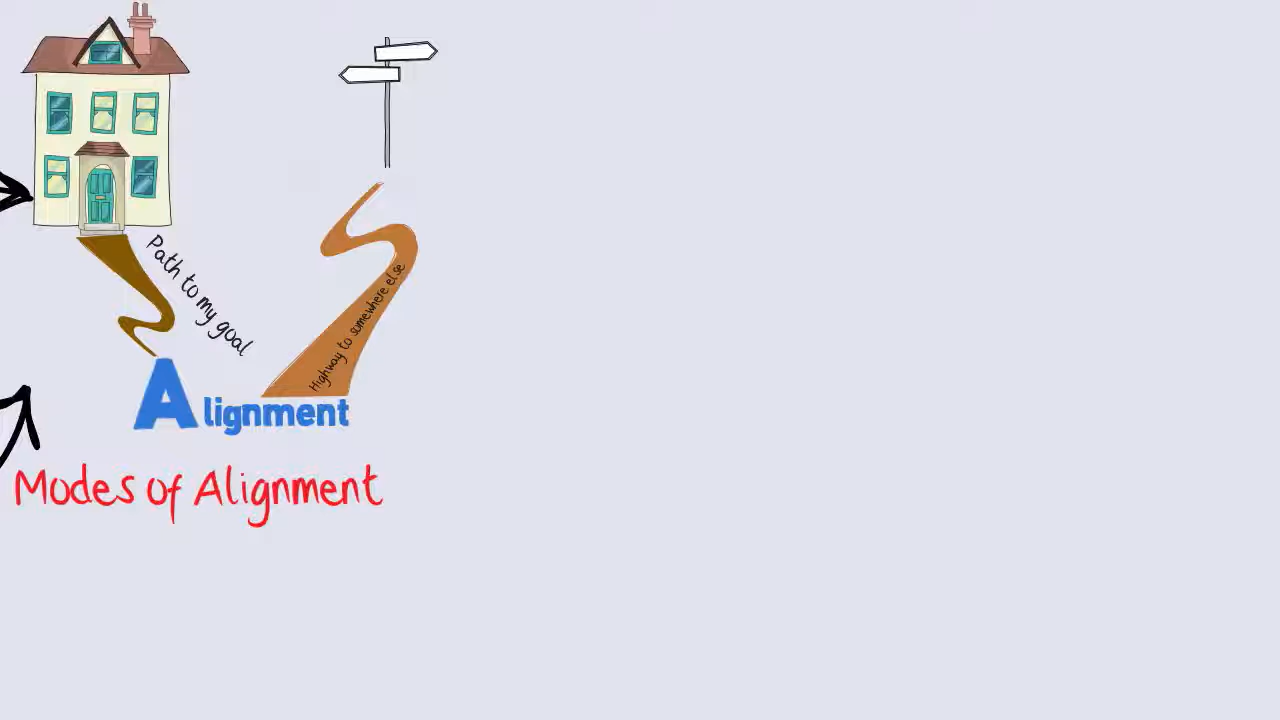 Path to my goal
Highway to somewhere else
Alignment
Modes of Alignment